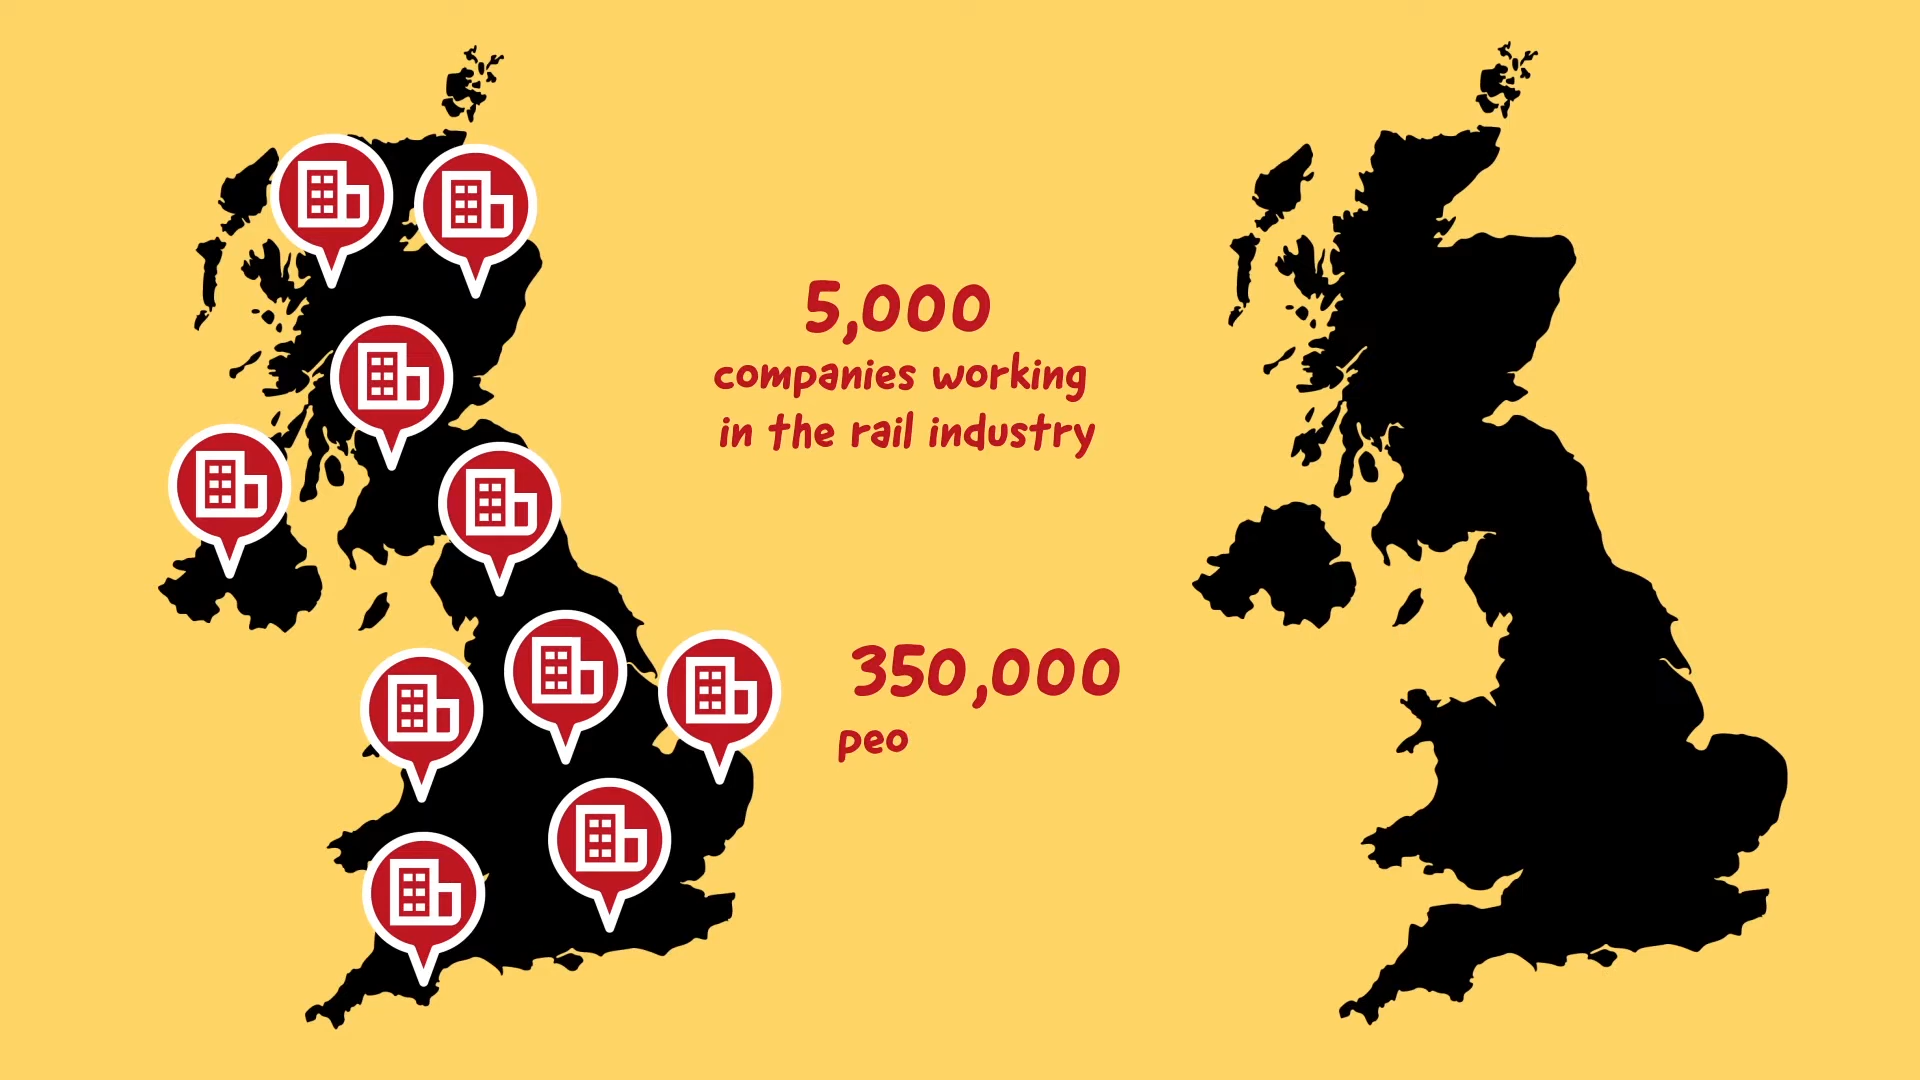 5,000
companies working
in the rail industry
350,000
peo